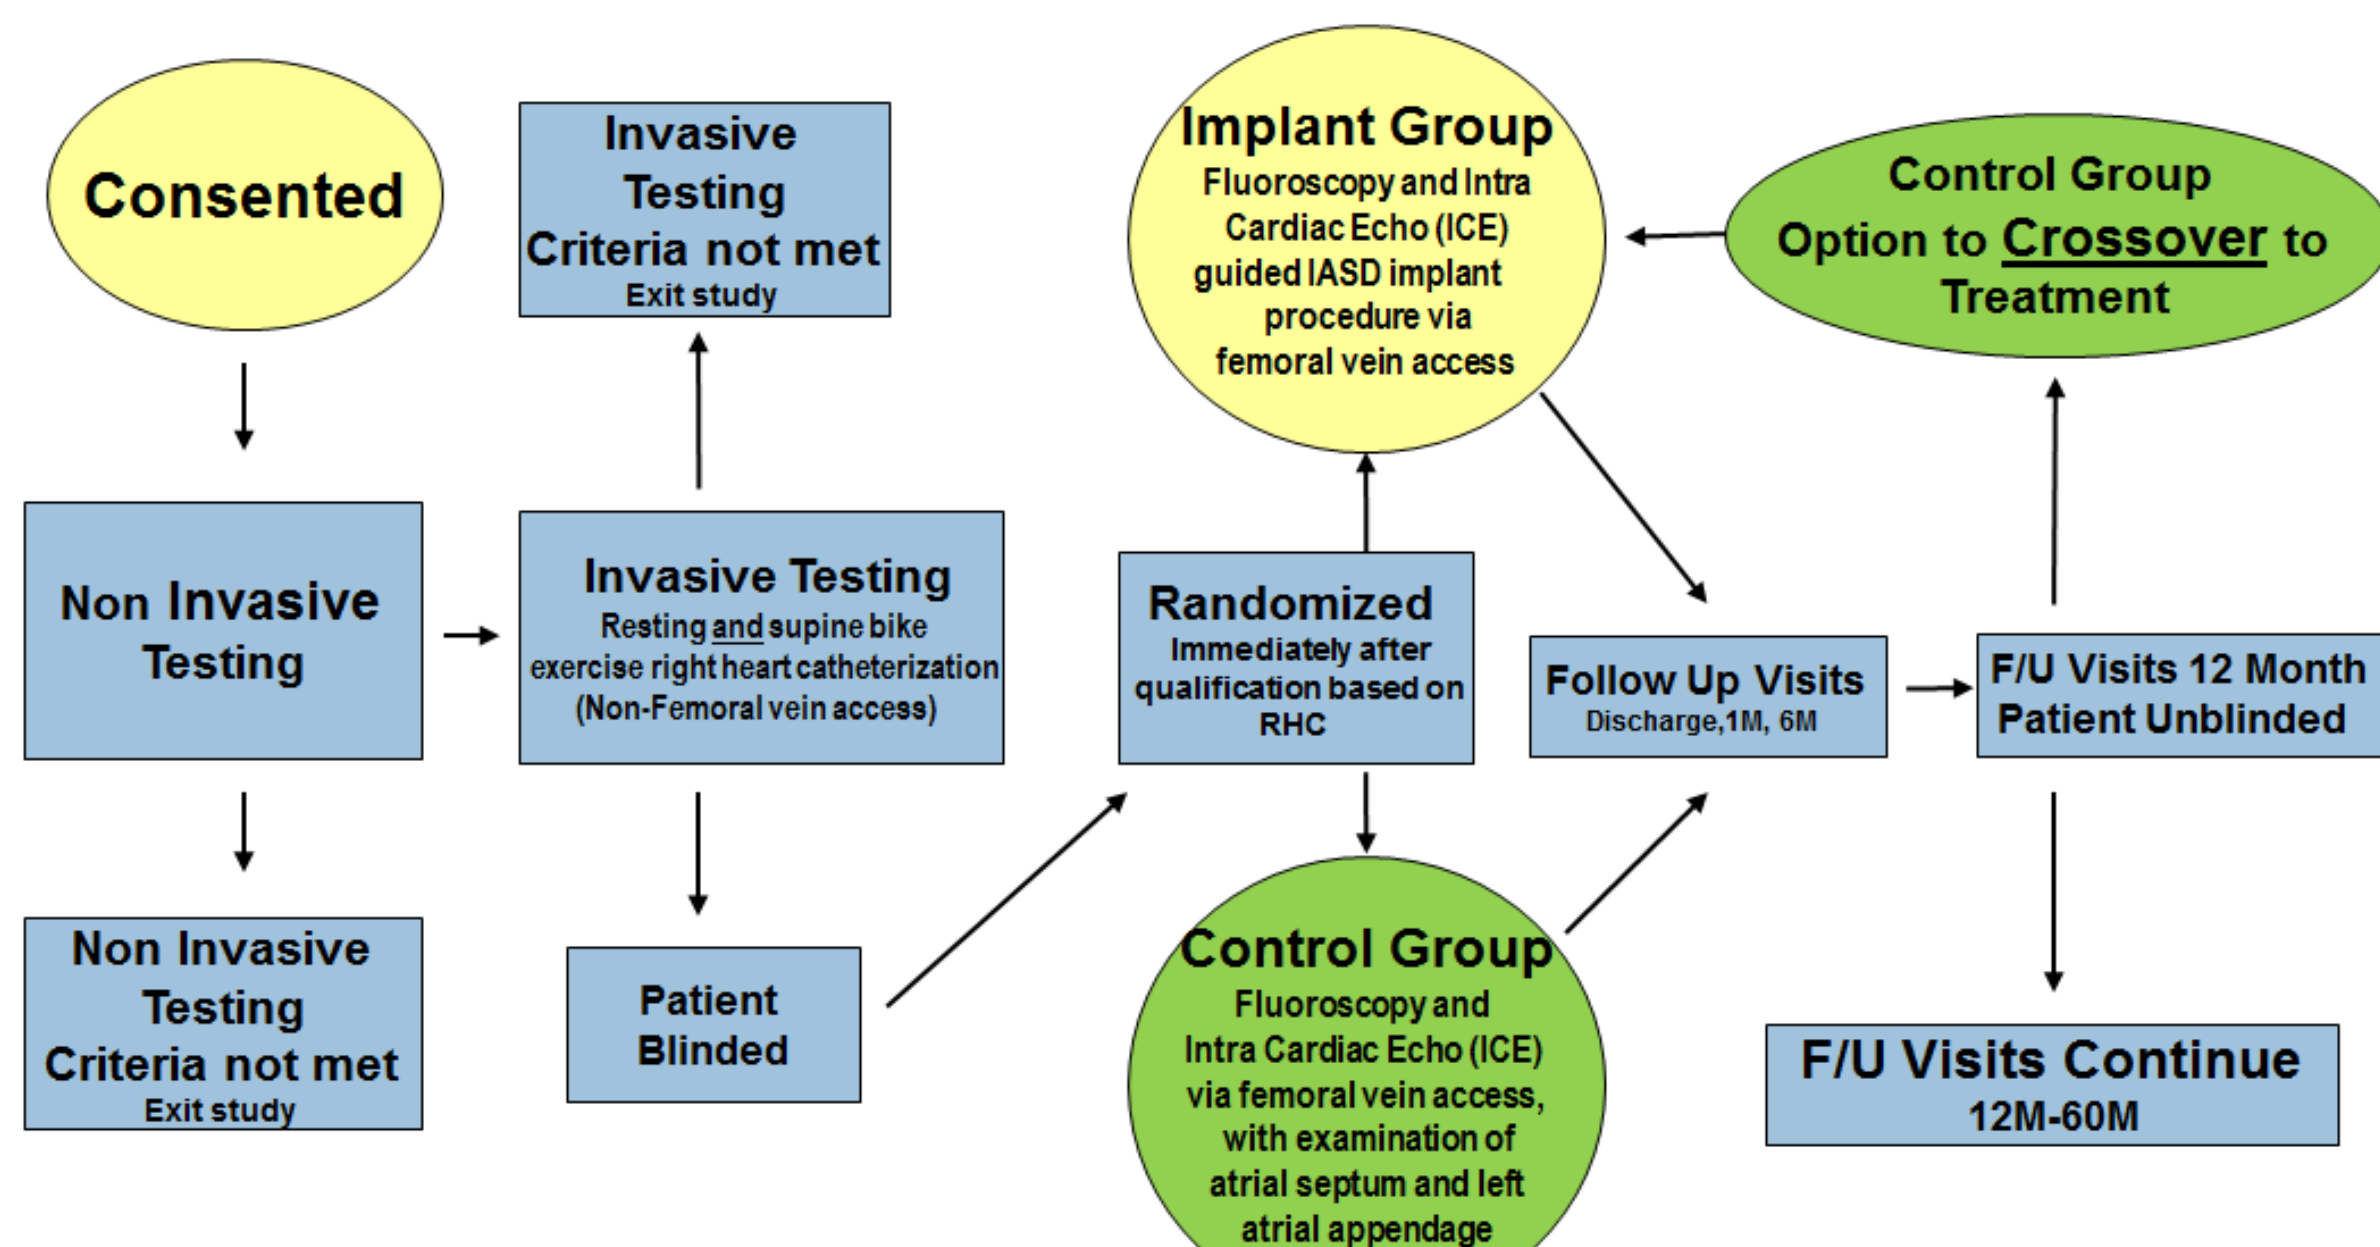 Consented
Non Invasive
Testing
Non Invasive
Testing
Criteria not met
Exit study
Invasive
Testing
Criteria not met
Exit study
Invasive Testing
Resting and supine bike
exercise right heart catheterization
(Non-Femoral vein access)
Patient
Blinded
Implant Group
Fluoroscopy and Intra
Cardiac Echo (ICE)
guided IASD implant
procedure via
femoral vein access
Randomized
Immediately after
qualification based on
RHC
Control Group
Fluoroscopy and
Intra Cardiac Echo (ICE)
via femoral vein access,
with examination of
atrial septum and left
atrial appendage
Follow Up Visits
Discharge,1M, 6M
Control Group
Option to Crossover to
Treatment
F/U Visits 12 Month
Patient Unblinded
F/U Visits Continue
12M-60M